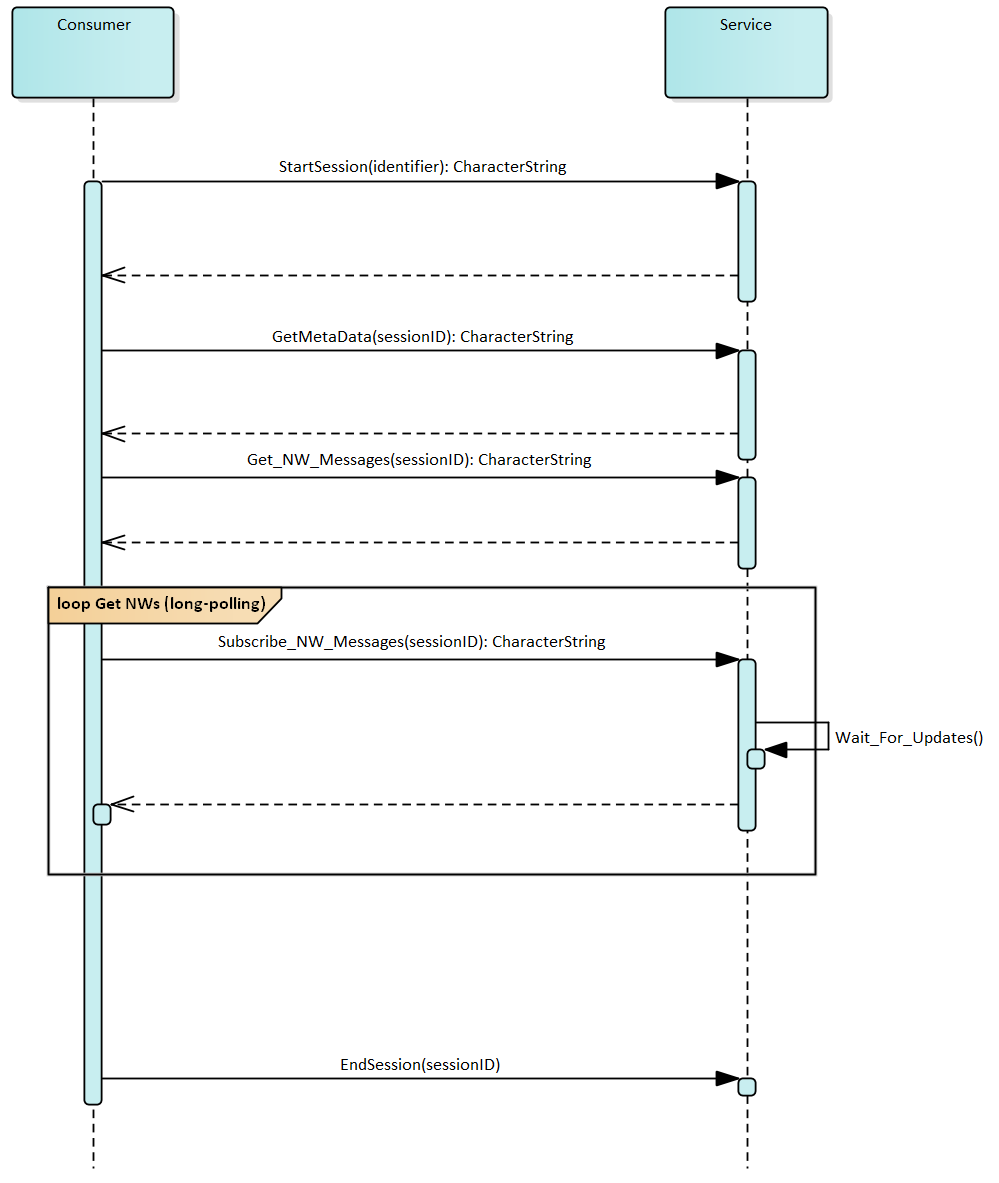 Consumer
Service
StartSession(identifier): CharacterString
GetMetaData(sessionID): CharacterString
Get_NW_Messages(sessionID): CharacterString
loop Get NWs (long-polling)
Subscribe_NW_Messages(sessionID): CharacterString
Wait_For_Updates()
EndSession(sessionID)